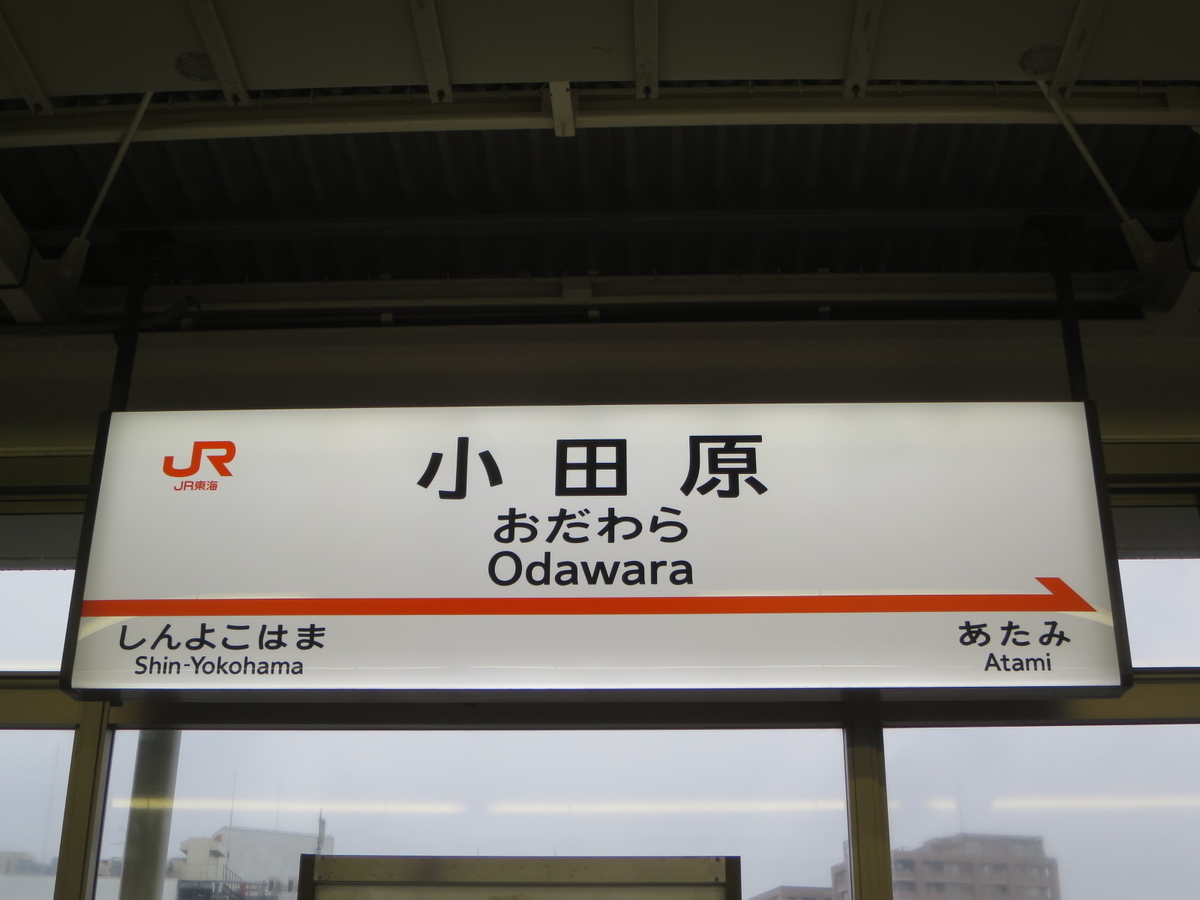 JR
JR東海
小田原
おだわら
Odawara
しんよこはま
Shin-Yokohama
あたみ
Atami